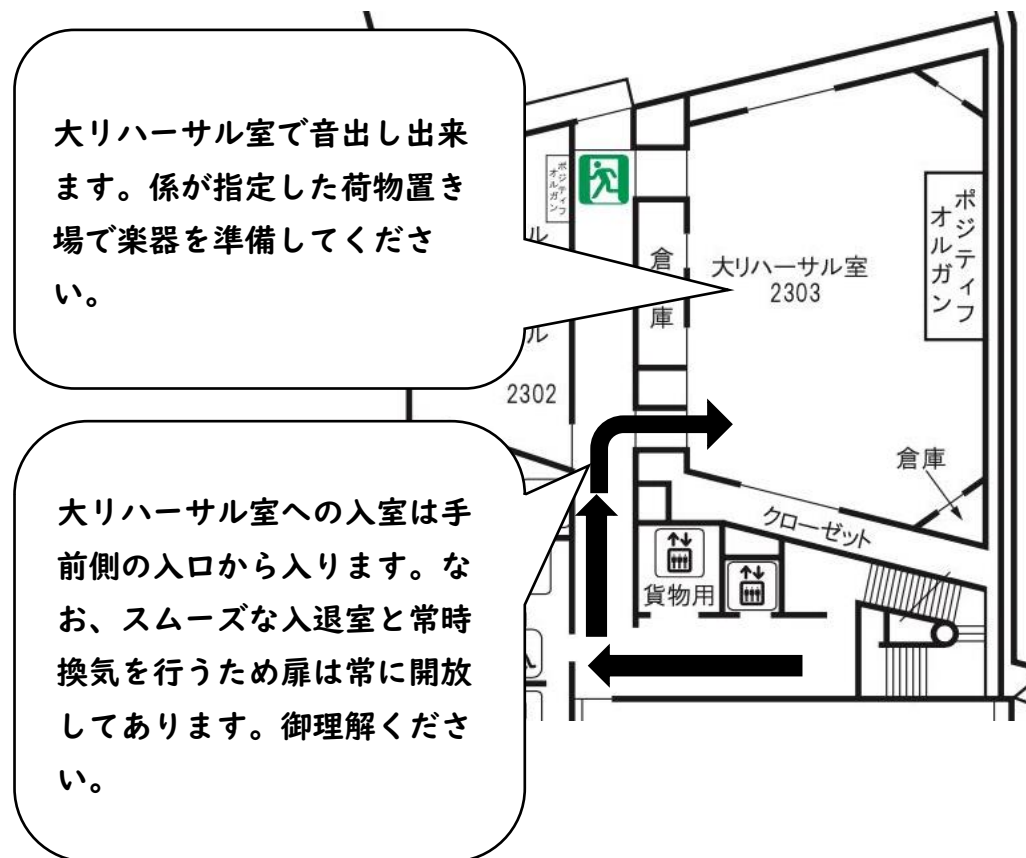 大リハーサル室で音出し出来
ます。係が指定した荷物置き
場で楽器を準備してくださ
い。
大リハーサル室への入室は手
前側の入口から入ります。な
お、スムーズな入退室と常時
換気を行うため扉は常に開放
してあります。御理解くださ
い。
ポジティフ
オルガン
ル
ル
2302
倉
庫
大リハーサル室
2303
ポジティフ
オルガン
倉庫
クローゼット
貨物用